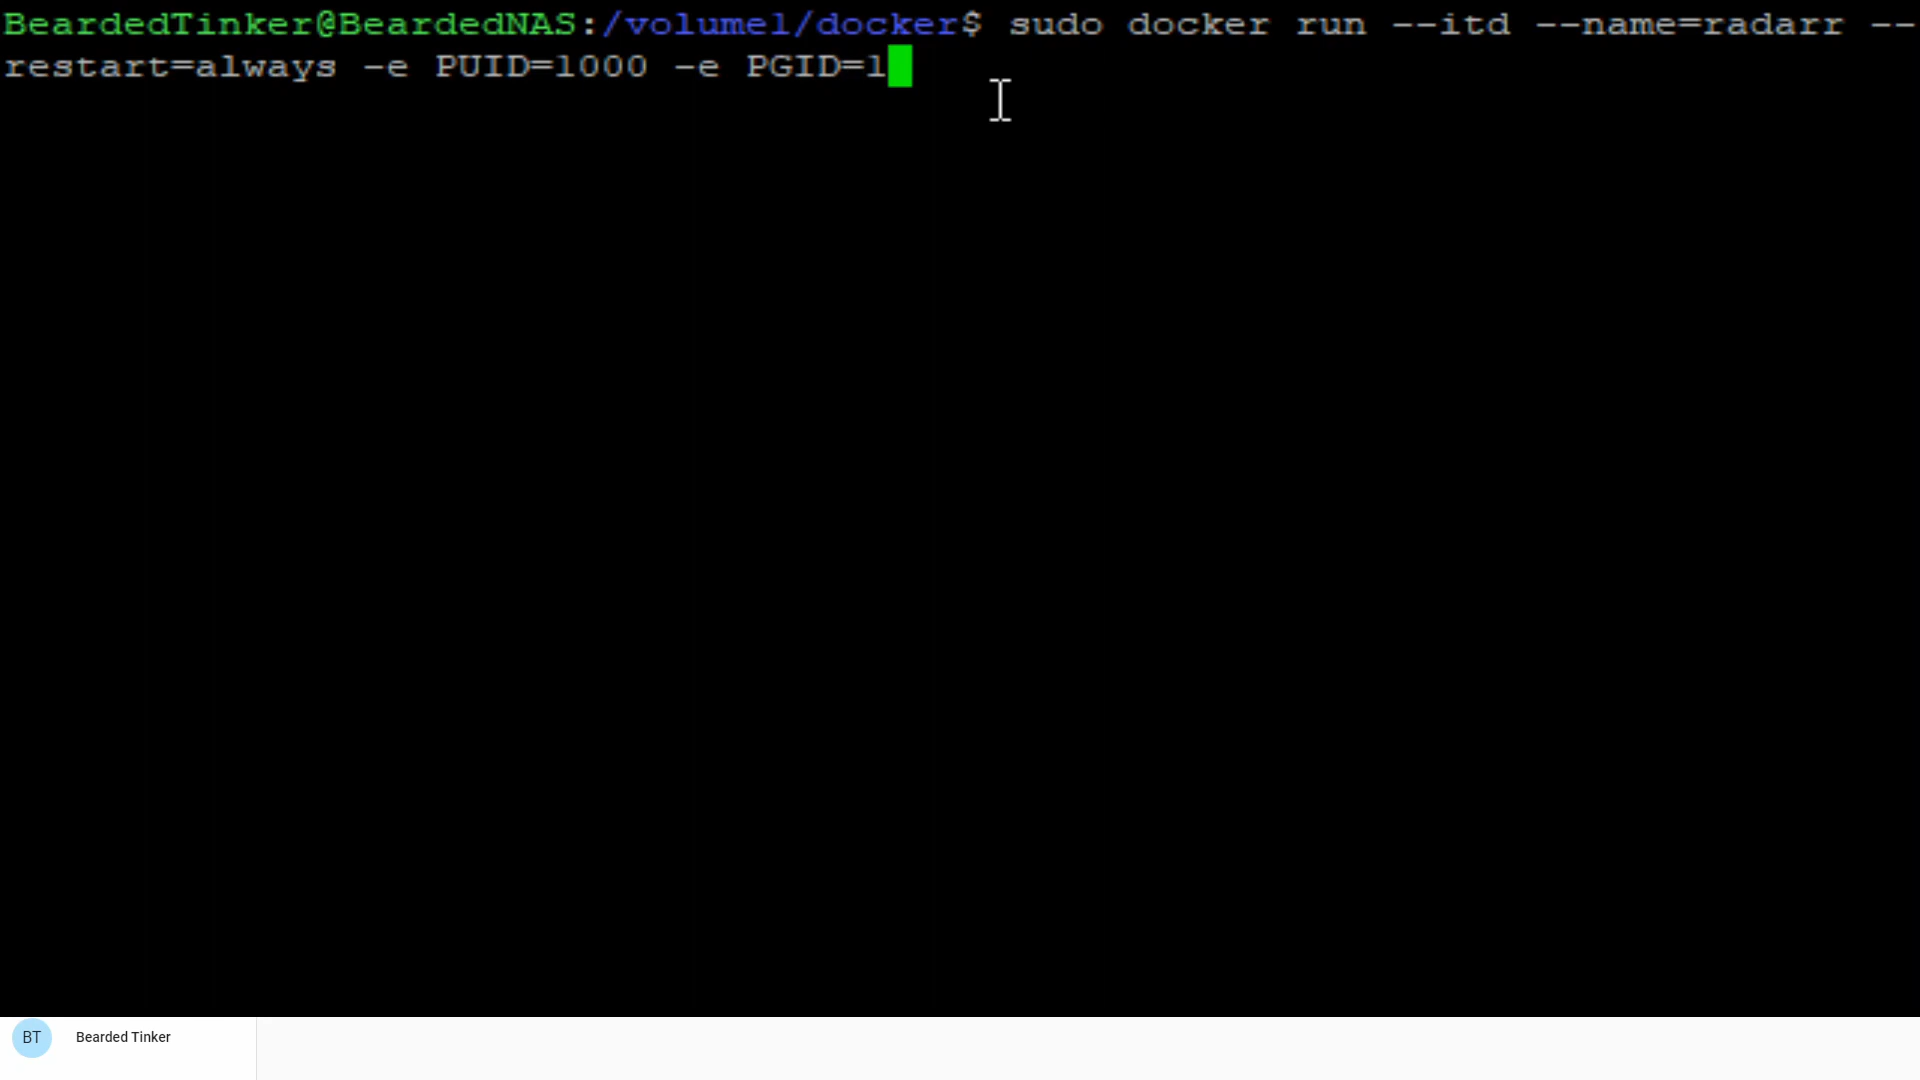 BeardedTinker@BeardedNAS:/volume1/docker$ sudo docker run --itd --name=radarr --
restart=always -e PUID=1000 -e PGID=1
BT Bearded Tinker